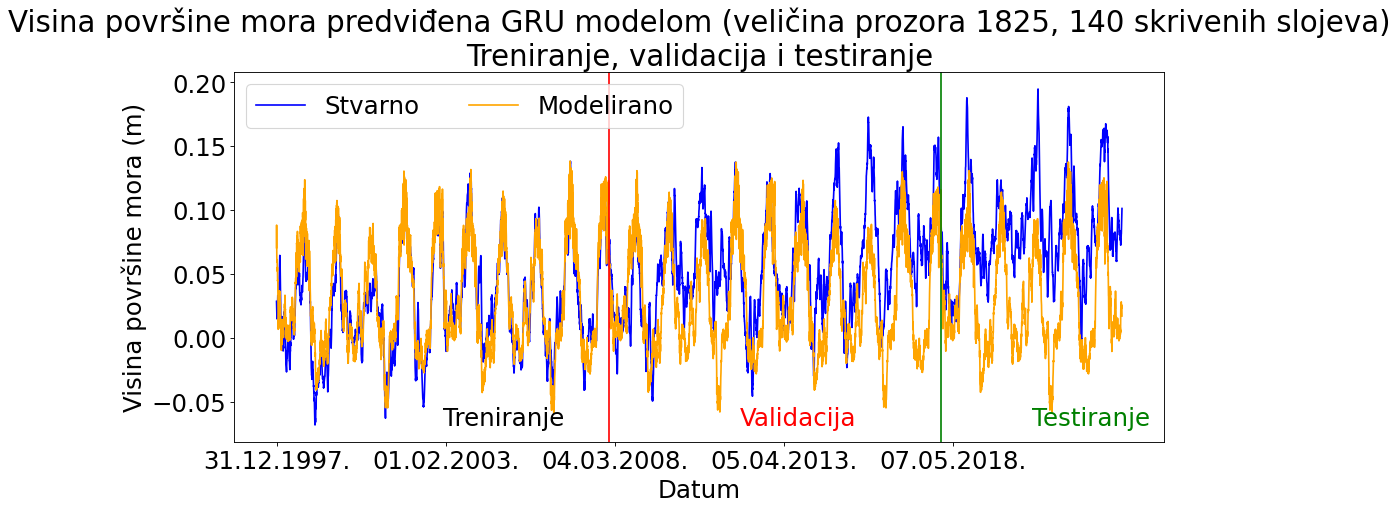 Visina površine mora predviđena GRU modelom (veličina prozora 1825, 140 skrivenih slojeva)
Treniranje, validacija i testiranje
Stvarno Modelirano
Visina površine mora (m)
0.20
0.15
0.10
0.05
0.00
−0.05
Treniranje Validacija Testiranje
31.12.1997. 01.02.2003. 04.03.2008. 05.04.2013. 07.05.2018.
Datum